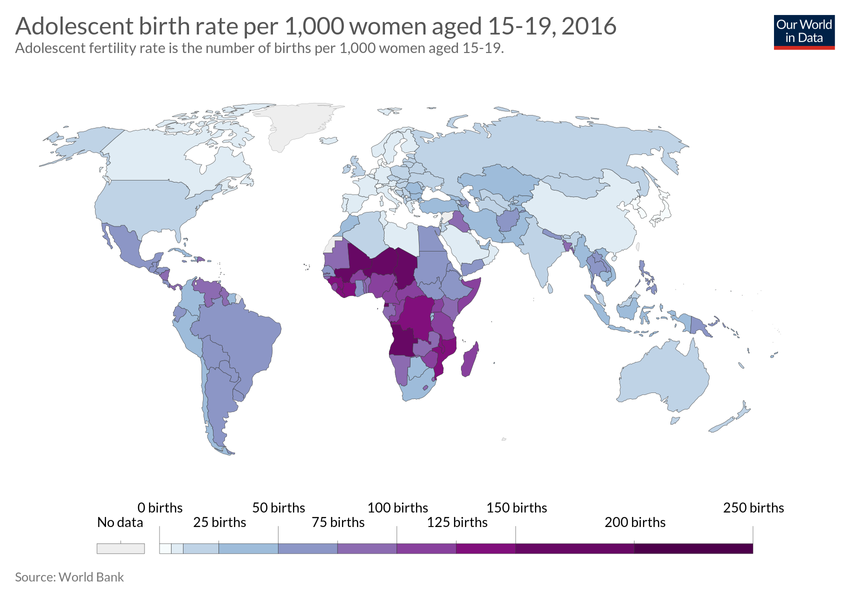 Adolescent birth rate per 1,000 women aged 15-19, 2016
Adolescent fertility rate is the number of births per 1,000 women aged 15-19.
Our World
in Data
0 births 50 births 100 births 150 births 250 births
No data 25 births 75 births 125 births 200 births
Source: World Bank